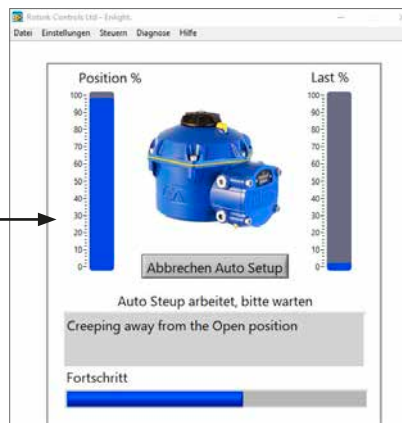 Rotork Controls Ltd - Enlight.
Datei Einstellungen Steuern Diagnose Hilfe
Position % Last %
100 100
90 90
80 80
70 70
60 60
50 50
40 40
30 30
20 20
10 10
0 0
Abbrechen Auto Setup
Auto Steup arbeitet, bitte warten
Creeping away from the Open position
Fortschritt